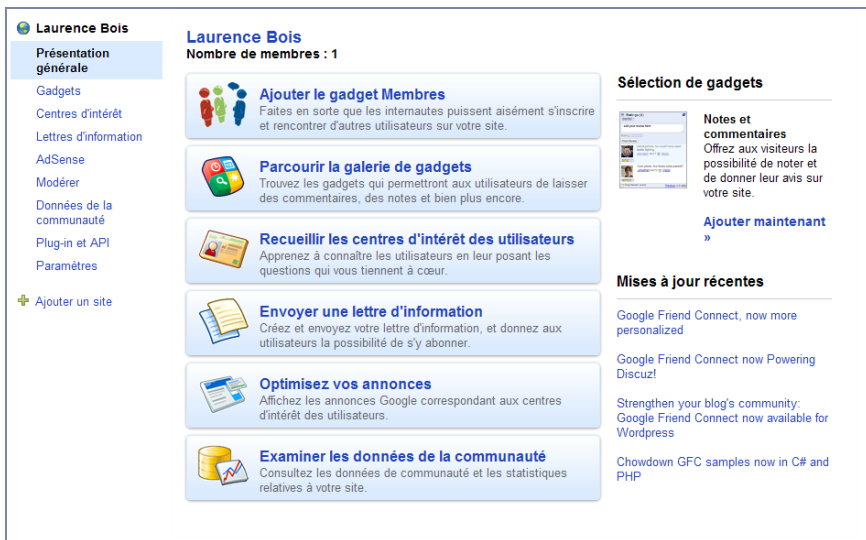 Laurence Bois
Présentation
générale
Gadgets
Centres d'intérêt
Lettres d'information
AdSense
Modérer
Données de la
communauté
Plug-in et API
Paramètres
Ajouter un site
Laurence Bois
Nombre de membres : 1
Ajouter le gadget Membres
Faites en sorte que les internautes puissent aisément s'inscrire
et rencontrer d'autres utilisateurs sur votre site.
Parcourir la galerie de gadgets
Trouvez les gadgets qui permettront aux utilisateurs de laisser
des commentaires, des notes et bien plus encore.
Recueillir les centres d'intérêt des utilisateurs
Apprenez à connaître les utilisateurs en leur posant les
questions qui vous tiennent à cœur.
Envoyer une lettre d'information
Créez et envoyez votre lettre d'information, et donnez aux
utilisateurs la possibilité de s'y abonner.
Optimisez vos annonces
Affichez les annonces Google correspondant aux centres
d'intérêt des utilisateurs.
Examiner les données de la communauté
Consultez les données de communauté et les statistiques
relatives à votre site.
Sélection de gadgets
Notes et
commentaires
Offrez aux visiteurs la
possibilité de noter et
de donner leur avis sur
votre site.
Ajouter maintenant
»
Mises à jour récentes
Google Friend Connect, now more
personalized
Google Friend Connect now Powering
Discuz!
Strengthen your blog's community:
Google Friend Connect now available for
Wordpress
Chowdown GFC samples now in C# and
PHP